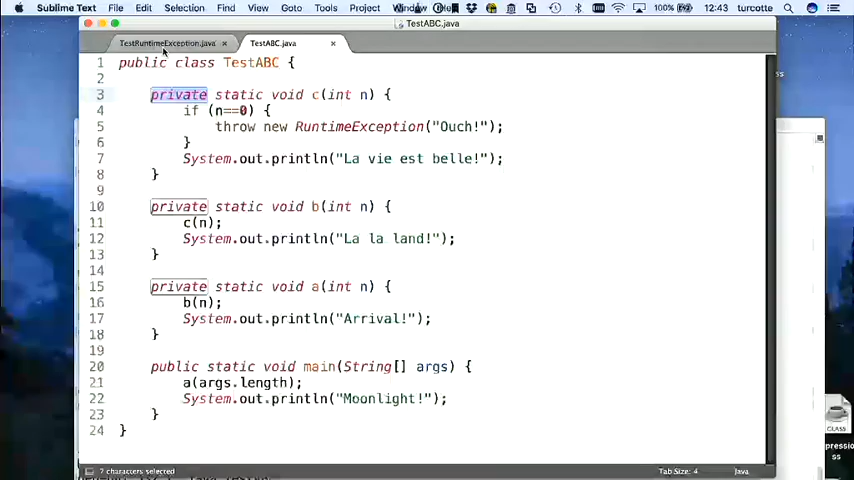 Sublime Text File Edit Selection Find View Goto Tools Project Window 100% 12:43 turcotte
TestABC.java
TestRuntimeException.java TestABC.java
1 public class TestABC {
2
3 private static void c(int n) {
4 if (n==0) {
5 throw new RuntimeException("Ouch!");
6 }
7 System.out.println("La vie est belle!");
8 }
9
10 private static void b(int n) {
11 c(n);
12 System.out.println("La la land!");
13 }
14
15 private static void a(int n) {
16 b(n);
17 System.out.println("Arrival!");
18 }
19
20 public static void main(String[] args) {
21 a(args.length);
22 System.out.println("Moonlight!");
23 }
24 }
CLASS
7 characters selected Tab Size: 4 Java